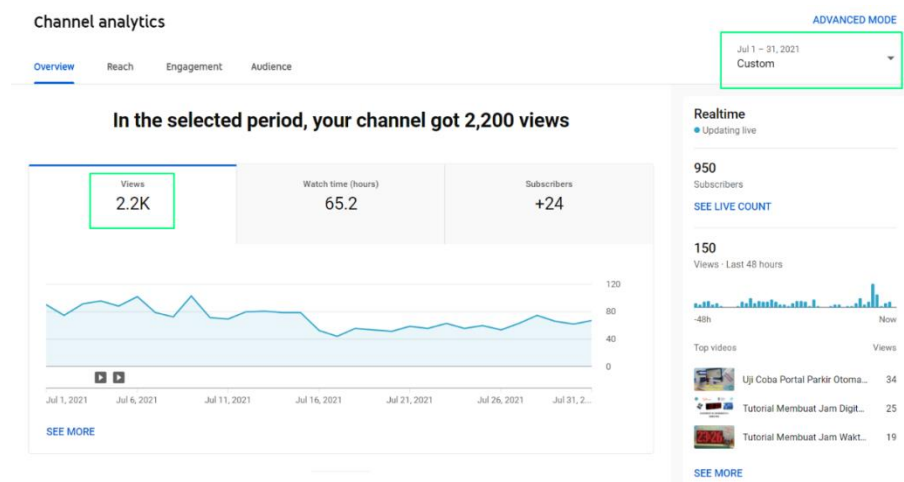 Channel analytics
ADVANCED MODE
Jul 1 – 31, 2021
Custom
Overview Reach Engagement Audience
In the selected period, your channel got 2,200 views
Views
2.2K
Watch time (hours)
65.2
Subscribers
+24
120
80
40
0
Jul 1, 2021 Jul 6, 2021 Jul 11, 2021 Jul 16, 2021 Jul 21, 2021 Jul 26, 2021 Jul 31, 2...
SEE MORE
Realtime
Updating live
950
Subscribers
SEE LIVE COUNT
150
Views · Last 48 hours
-48h Now
Top videos Views
Uji Coba Portal Parkir Otoma... 34
Tutorial Membuat Jam Digit... 25
Tutorial Membuat Jam Wakt... 19
SEE MORE